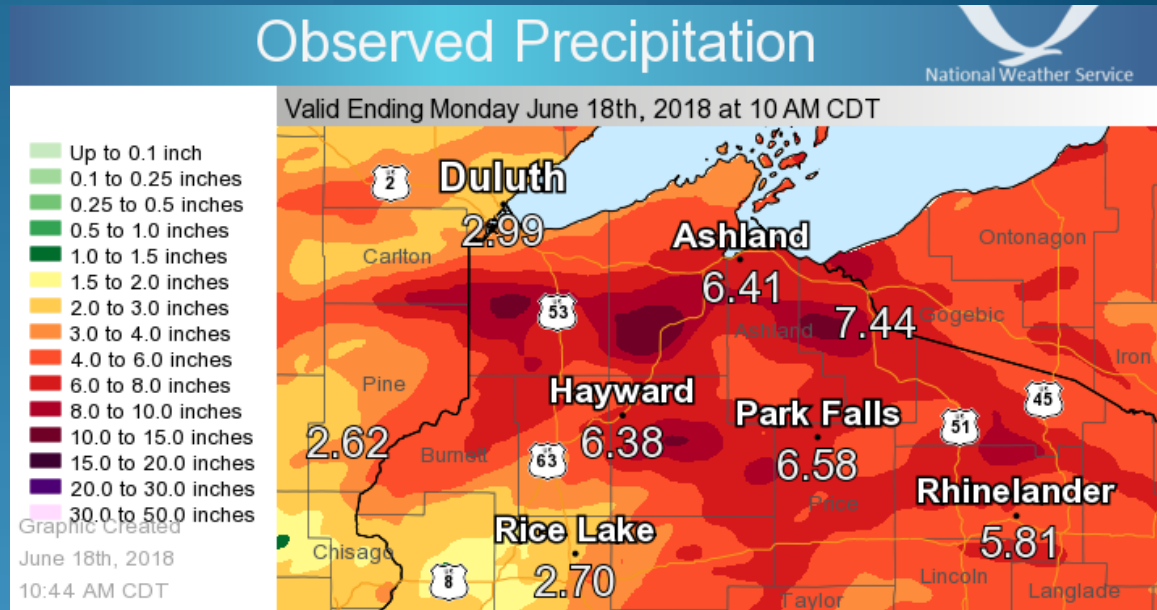 Observed Precipitation
National Weather Service
Valid Ending Monday June 18th, 2018 at 10 AM CDT
Up to 0.1 inch
0.1 to 0.25 inches
0.25 to 0.5 inches
0.5 to 1.0 inches
1.0 to 1.5 inches
1.5 to 2.0 inches
2.0 to 3.0 inches
3.0 to 4.0 inches
4.0 to 6.0 inches
6.0 to 8.0 inches
8.0 to 10.0 inches
10.0 to 15.0 inches
15.0 to 20.0 inches
20.0 to 30.0 inches
30.0 to 50.0 inches
Graphic Created
June 18th, 2018
10:44 AM CDT
2
Duluth
2.99
Carlton
Ashland
6.41
Ontonagon
53
Ashland
7.44
Gogebic
Iron
Pine
Hayward
6.38
Park Falls
6.58
45
51
2.62
Burnett
63
Price
Rhinelander
5.81
Chisago
Rice Lake
2.70
8
Lincoln
Langlade
Taylor